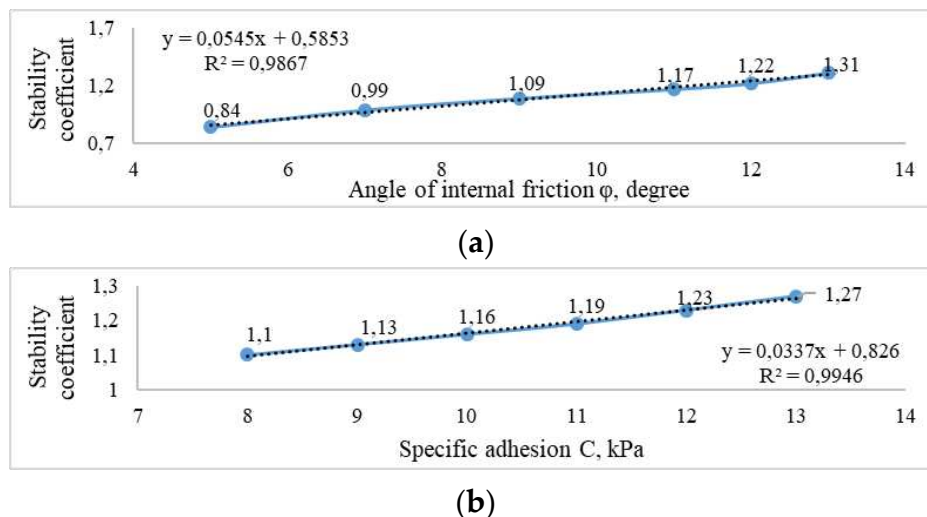 Stability
coefficient
1,7
1,2
0,7
y = 0,0545x + 0,5853
R² = 0,9867
0,84
0,99
1,09
1,17
1,22
1,31
4
6
8
10
12
14
Angle of internal friction φ, degree
(a)
Stability
coefficient
1,3
1,2
1,1
1
1,1
1,13
1,16
1,19
1,23
1,27
y = 0,0337x + 0,826
R² = 0,9946
7
8
9
10
11
12
13
14
Specific adhesion C, kPa
(b)